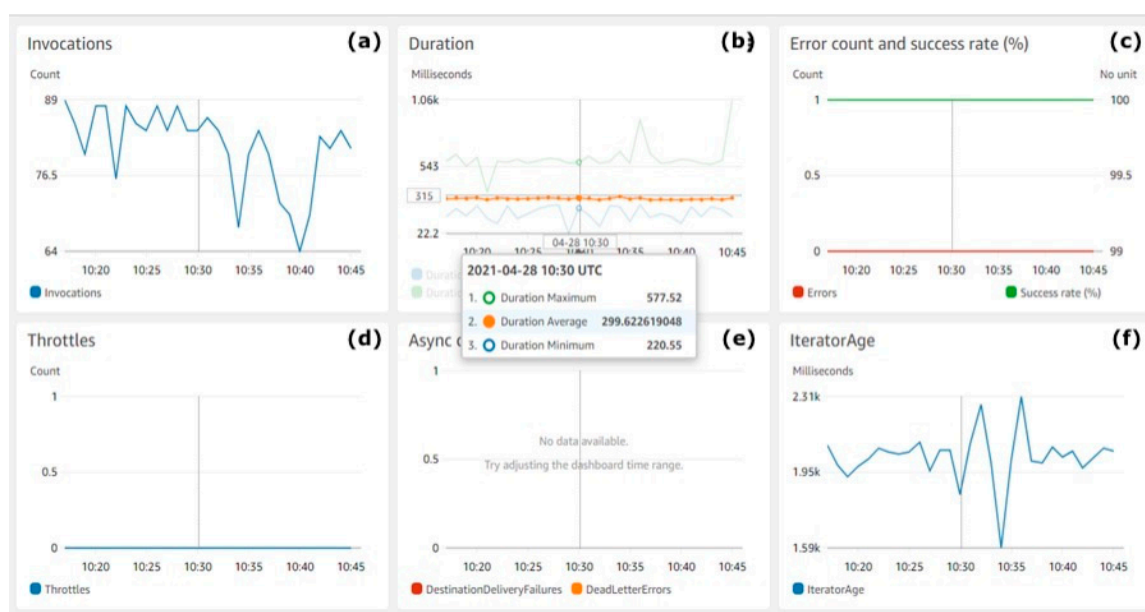 Invocations (a)
Count
89
76.5
64
10:20 10:25 10:30 10:35 10:40 10:45
Invocations
Duration (b)
Milliseconds
1.06k
543
315
22.2
04-28 10:30
10:20 10:25 10:35 10:40 10:45
2021-04-28 10:30 UTC
1. Duration Maximum 577.52
2. Duration Average 299.622619048
3. Duration Minimum 220.55
Error count and success rate (%) (c)
Count No unit
1 100
0.5 99.5
0 99
10:20 10:25 10:30 10:35 10:40 10:45
Errors Success rate (%)
Throttles (d)
Count
1
0.5
0
10:20 10:25 10:30 10:35 10:40 10:45
Throttles
Async (e)
1
No data available.
0.5
Try adjusting the dashboard time range.
0
10:20 10:25 10:30 10:35 10:40 10:45
DestinationDeliveryFailures DeadLetterErrors
IteratorAge (f)
Milliseconds
2.31k
1.95k
1.59k
10:20 10:25 10:30 10:35 10:40 10:45
IteratorAge